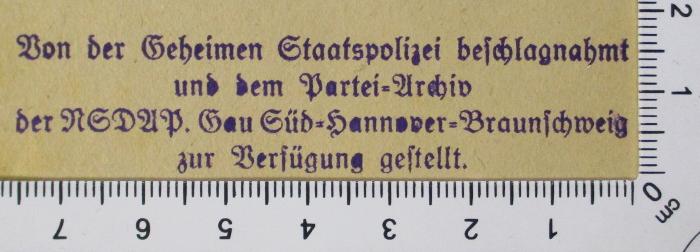 Von der Geheimen Staatspolizei beschlagnahmt
und dem Partei=Archiv
der NSDAP. Gau Süd=Hannover=Braunschweig
zur Verfügung gestellt.
2
1
0 cm
7 6 5 4 3 2 1